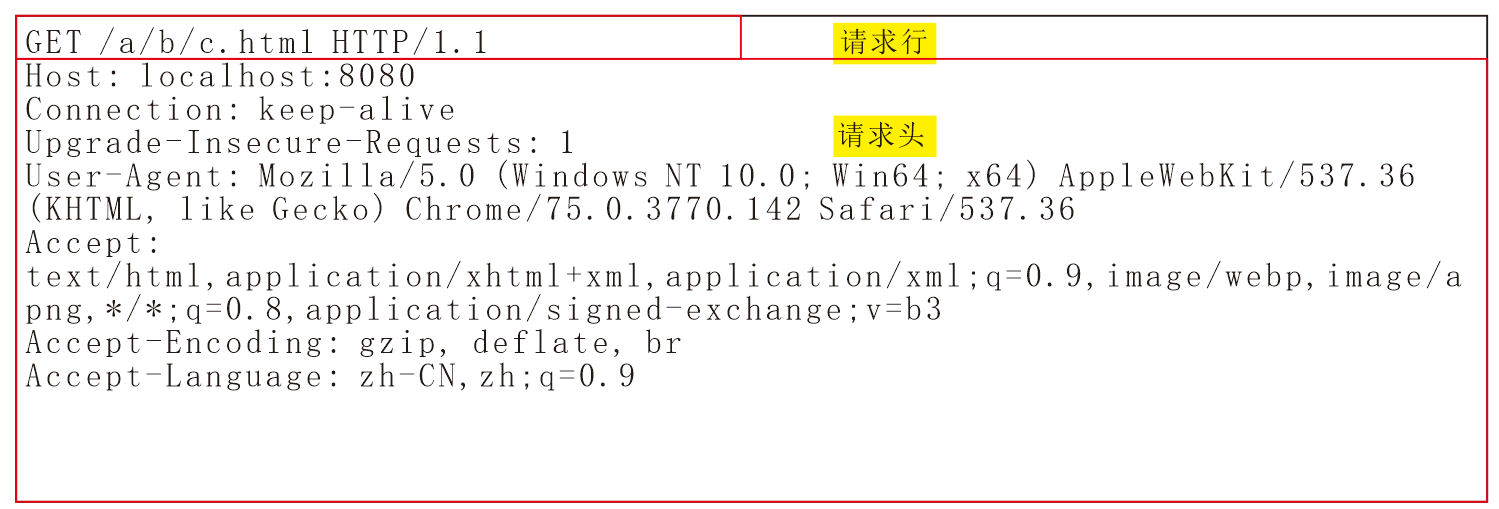 GET /a/b/c.html HTTP/1.1
请求行
Host: localhost:8080
Connection: keep-alive
Upgrade-Insecure-Requests: 1
请求头
User-Agent: Mozilla/5.0 (Windows NT 10.0; Win64; x64) AppleWebKit/537.36
(KHTML, like Gecko) Chrome/75.0.3770.142 Safari/537.36
Accept:
text/html,application/xhtml+xml,application/xml;q=0.9,image/webp,image/a
png,*/*;q=0.8,application/signed-exchange;v=b3
Accept-Encoding: gzip, deflate, br
Accept-Language: zh-CN,zh;q=0.9